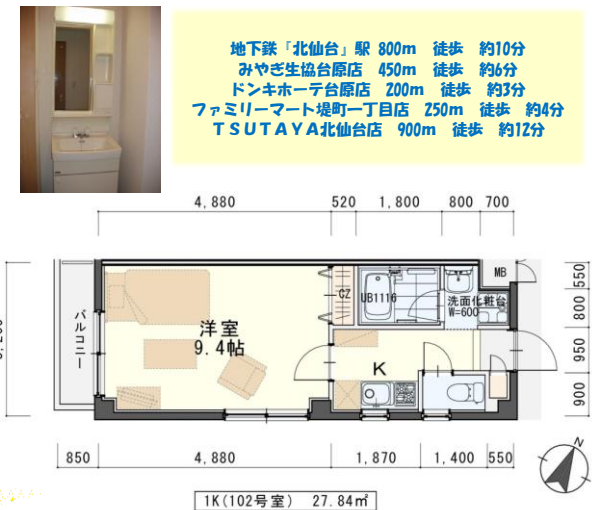 地下鉄『北仙台』駅 800m 徒歩 約10分
みやぎ生協台原店 450m 徒歩 約6分
ドンキホーテ台原店 200m 徒歩 約3分
ファミリーマート堤町一丁目店 250m 徒歩 約4分
TSUTAYA北仙台店 900m 徒歩 約12分
4,880 520 1,800 800 700
MB
550
CZ
UB1116
洗面化粧台
W=600
800
バルコニー
洋室
9.4帖
950
K
900
850 4,880 1,870 1,400 550
N
1K(102号室) 27.84㎡